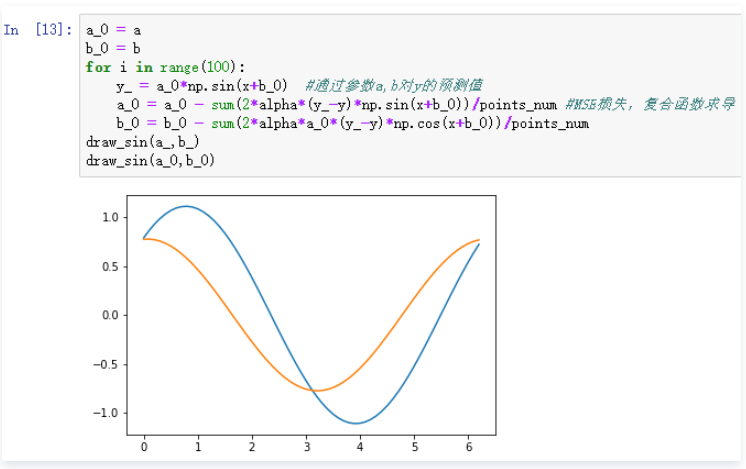 In [13]: a_0 = a
b_0 = b
for i in range(100):
y_ = a_0*np.sin(x+b_0) #通过参数a,b对y的预测值
a_0 = a_0 - sum(2*alpha*(y_-y)*np.sin(x+b_0))/points_num #MSE损失，复合函数求导
b_0 = b_0 - sum(2*alpha*a_0*(y_-y)*np.cos(x+b_0))/points_num
draw_sin(a_,b_)
draw_sin(a_0,b_0)
1.0
0.5
0.0
−0.5
−1.0
0 1 2 3 4 5 6